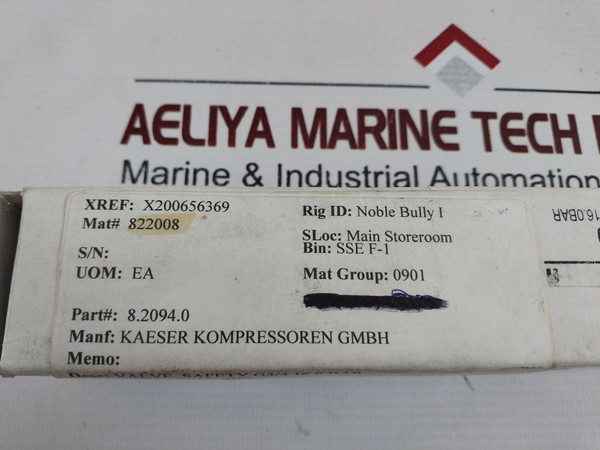 AELIYA MARINE TECH
Marine & Industrial Automation
XREF: X200656369
Mat# 822008
S/N:
UOM: EA
Part#: 8.2094.0
Manf: KAESER KOMPRESSOREN GMBH
Memo:
Rig ID: Noble Bully I
SLoc: Main Storeroom
Bin: SSE F-1
Mat Group: 0901
16.0BAR